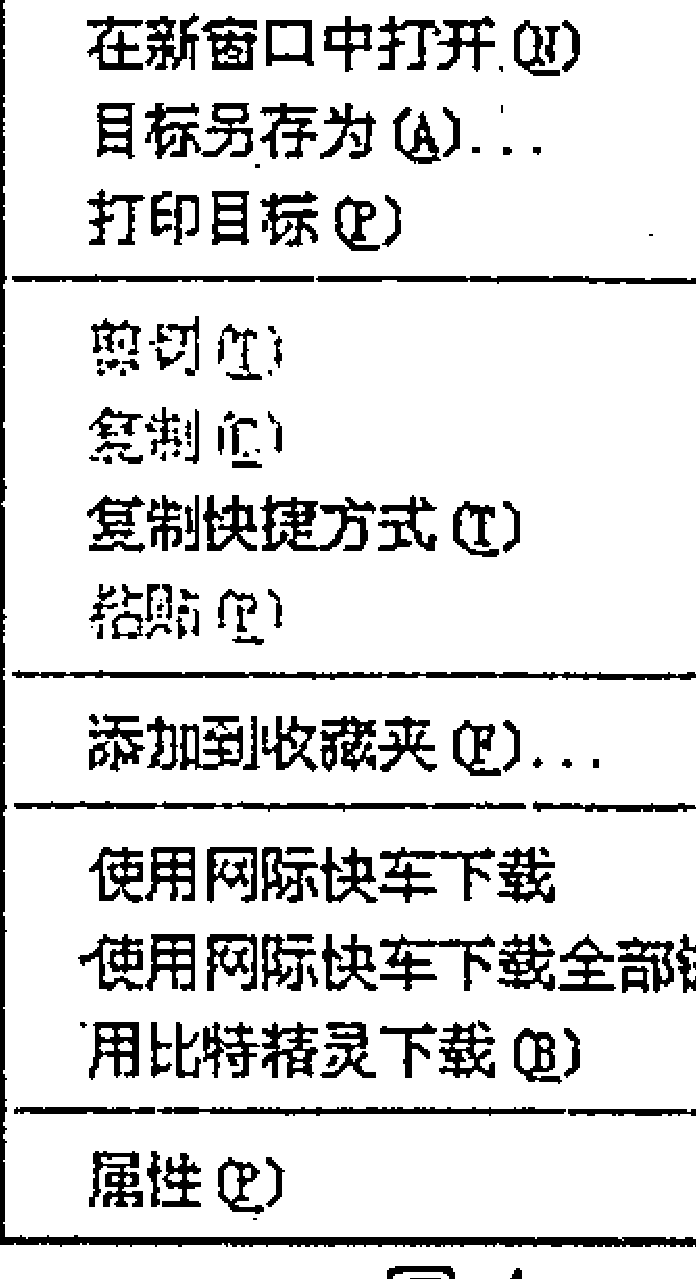 在新窗口中打开(N)
目标另存为(A)...
打印目标(P)
剪切(T)
复制(C)
复制快捷方式(T)
粘贴(P)
添加到收藏夹(F)...
使用网际快车下载
使用网际快车下载全部
用比特精灵下载(B)
属性(P)